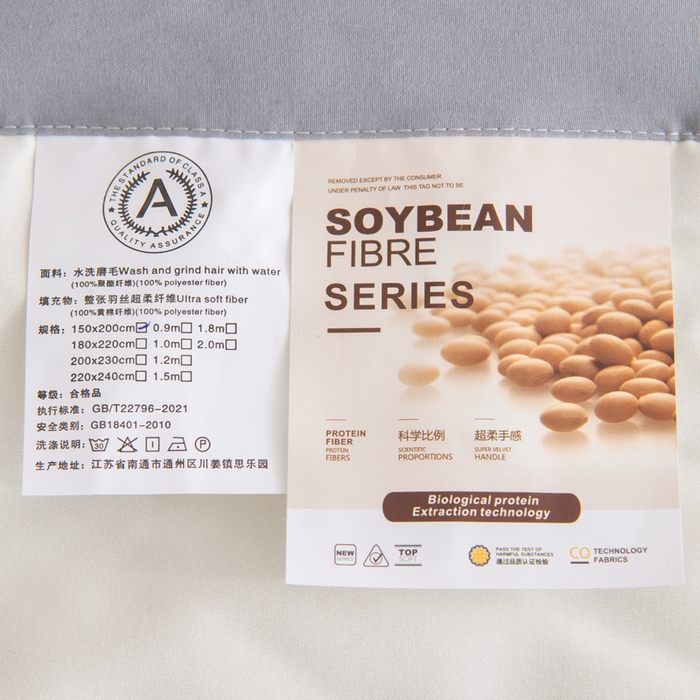 THE STANDARD OF CLASS A
A
QUALITY ASSURANCE
面料：水洗磨毛Wash and grind hair with water
(100%聚酯纤维)(100% polyester fiber)
填充物：整张羽丝超柔纤维Ultra soft fiber
(100%黄棉纤维)(100% polyester fiber)
规格：150x200cm 0.9m 1.8m
180x220cm 1.0m 2.0m
200x230cm 1.2m
220x240cm 1.5m
等级：合格品
执行标准：GB/T22796-2021
安全类别：GB18401-2010
洗涤说明：30 P
生产地址：江苏省南通市通州区川姜镇思乐园
REMOVED EXCEPT BY THE CONSUMER
UNDER PENALTY OF LAW THIS TAG NOT TO BE
SOYBEAN
FIBRE
SERIES
PROTEIN
FIBER
PROTEIN
FIBERS
科学比例
SCIENTIFIC
PROPORTIONS
超柔手感
SUPER VELVET
HANDLE
Biological protein
Extraction technology
NEW
SERIES
TOP
SOFT
PASS THE TEST OF
HARMFUL SUBSTANCES
通过品质认证检验
CO TECHNOLOGY
FABRICS